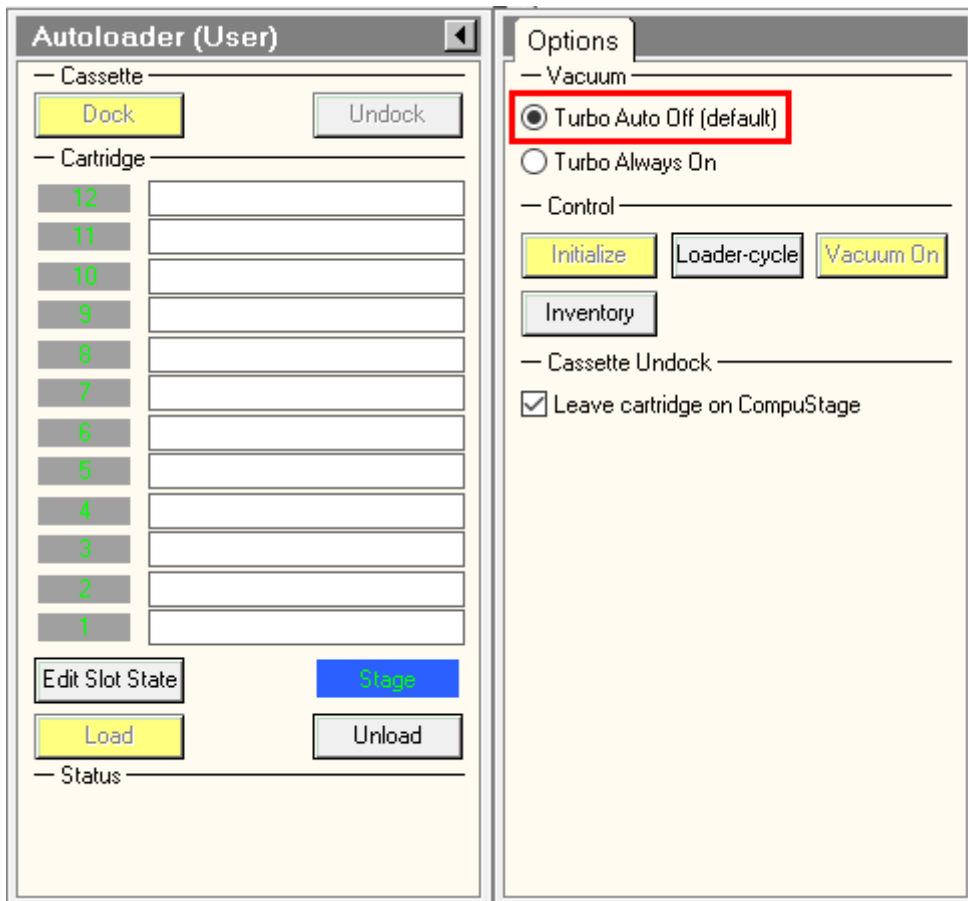 Autoloader (User)
Cassette
Dock
Undock
Cartridge
12
11
10
9
8
7
6
5
4
3
2
1
Edit Slot State
Stage
Load
Unload
Status
Options
Vacuum
Turbo Auto Off (default)
Turbo Always On
Control
Initialize
Loader-cycle
Vacuum On
Inventory
Cassette Undock
Leave cartridge on CompuStage